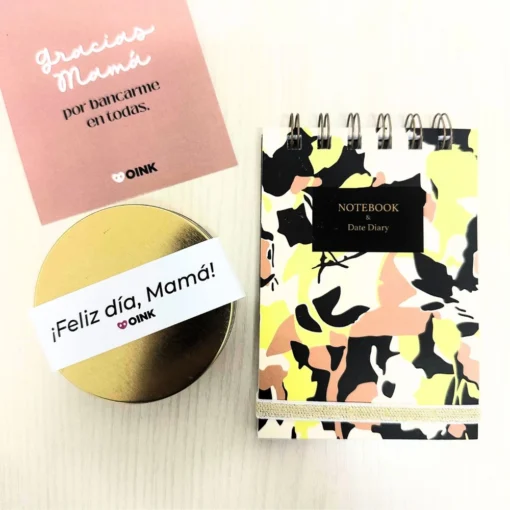 Gracias
Mamá
por bancarme
en todas.
OINK
¡Feliz día, Mamá!
OINK
NOTEBOOK
&
Date Diary